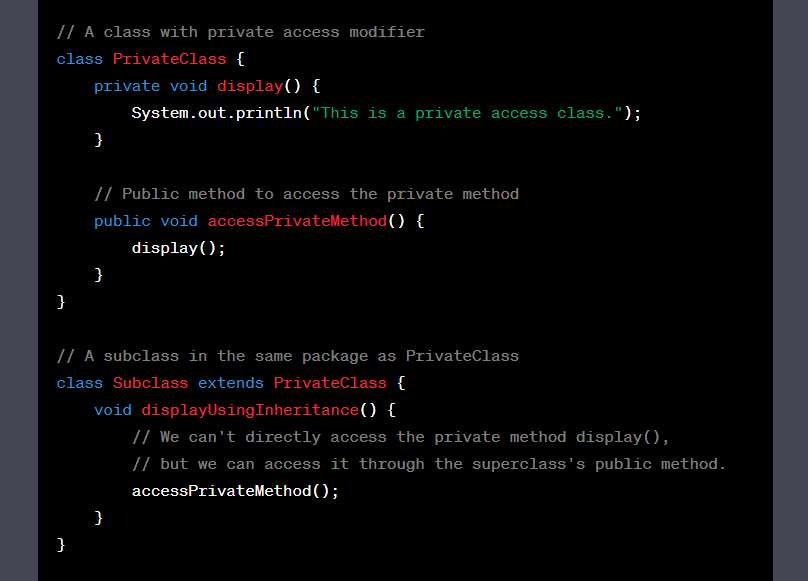 // A class with private access modifier
class PrivateClass {
    private void display() {
        System.out.println("This is a private access class.");
    }

    // Public method to access the private method
    public void accessPrivateMethod() {
        display();
    }
}

// A subclass in the same package as PrivateClass
class Subclass extends PrivateClass {
    void displayUsingInheritance() {
        // We can't directly access the private method display(),
        // but we can access it through the superclass's public method.
        accessPrivateMethod();
    }
}